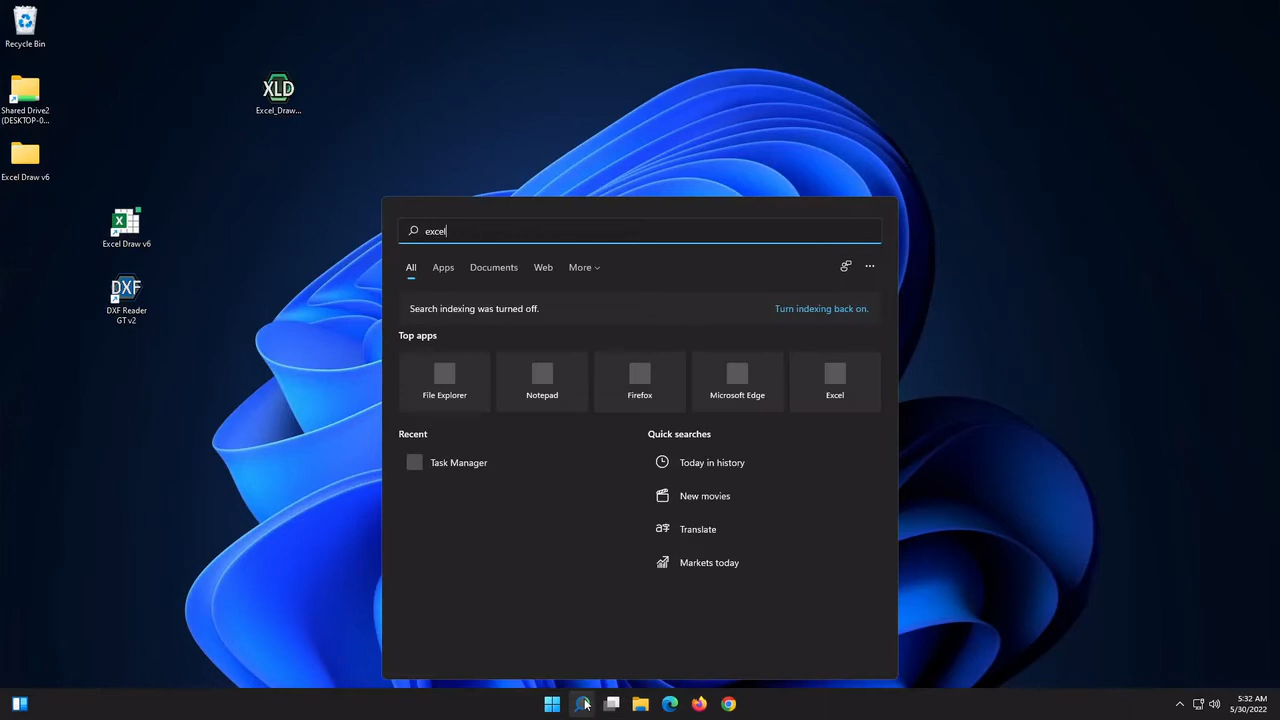 Recycle Bin
Shared Drive2
(DESKTOP-0...
Excel Draw v6
XLD
Excel_Draw...
Excel Draw v6
DXF
DXF Reader
GT v2
excel
All
Apps
Documents
Web
More
Search indexing was turned off.
Turn indexing back on.
Top apps
File Explorer
Notepad
Firefox
Microsoft Edge
Excel
Recent
Task Manager
Quick searches
Today in history
New movies
Translate
Markets today
5:32 AM
5/30/2022